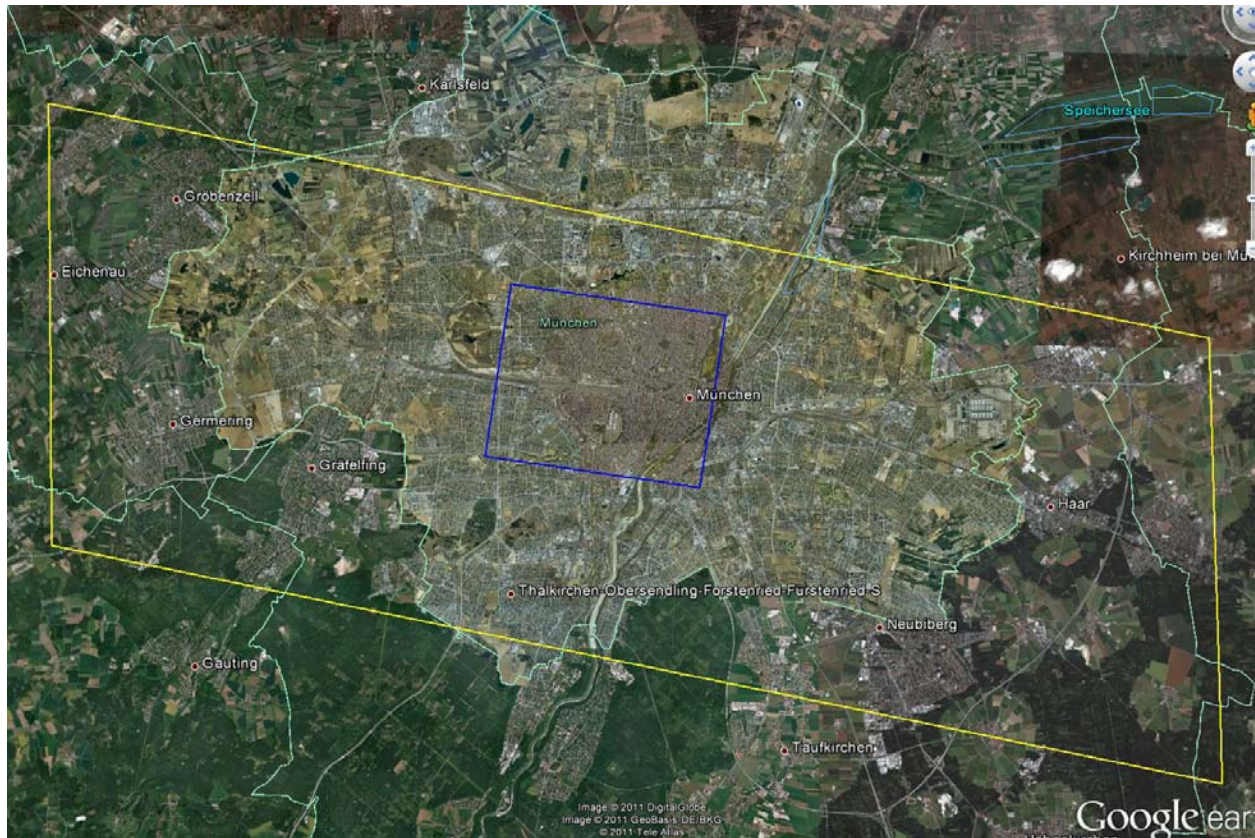 Karlsfeld
Speichersee
Gröbenzell
Kirchheim bei Mün
Eichenau
München
München
Germering
Gräfelfing
Haar
Thalkirchen-Obersendling-Forstenried-Fürstenried-S
Neubiberg
Gauting
Taufkirchen
Image © 2011 DigitalGlobe
Image © 2011 GeoBasis-DE/BKG
© 2011 Tele Atlas
Google ear